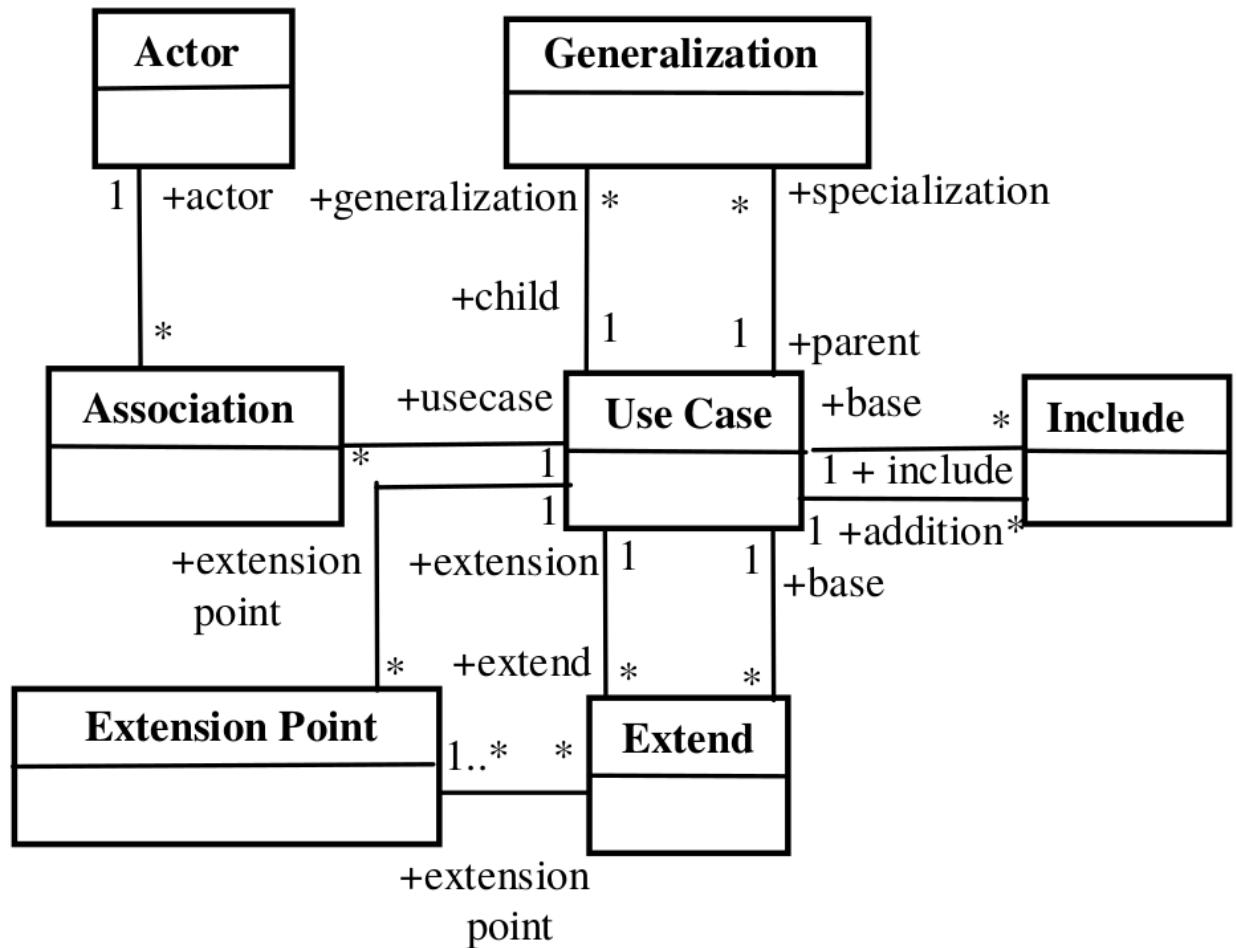 Actor
Generalization
1 +actor
+generalization * * +specialization
+child
* 1 1 +parent
Association
+usecase
Use Case
+base
* Include
* 1
1 + include
1
1 +addition*
+extension
point
+extension 1 1
+base
* +extend * *
Extension Point
1..* *
Extend
+extension
point